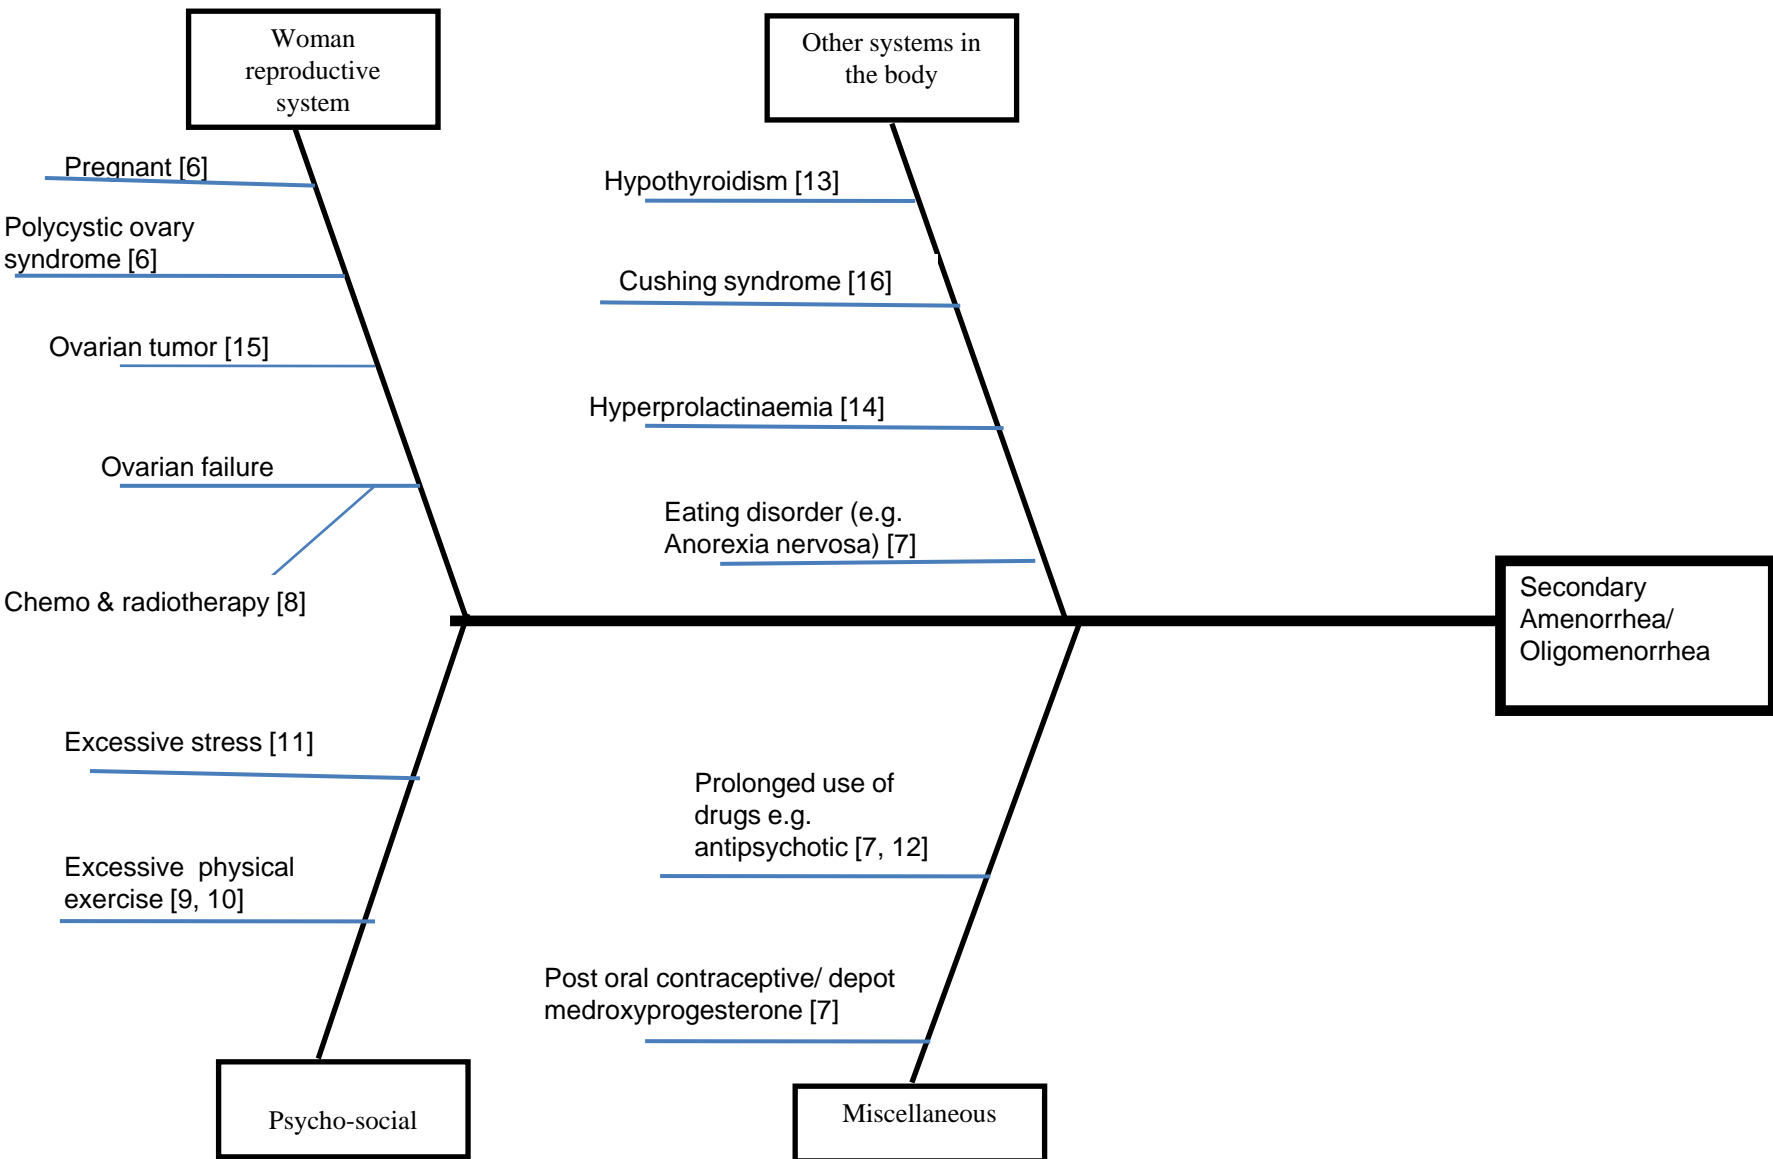 Woman
reproductive
system
Pregnant [6]
Polycystic ovary
syndrome [6]
Ovarian tumor [15]
Ovarian failure
Chemo & radiotherapy [8]
Other systems in
the body
Hypothyroidism [13]
Cushing syndrome [16]
Hyperprolactinaemia [14]
Eating disorder (e.g.
Anorexia nervosa) [7]
Secondary
Amenorrhea/
Oligomenorrhea
Excessive stress [11]
Excessive  physical
exercise [9, 10]
Psycho-social
Prolonged use of
drugs e.g.
antipsychotic [7, 12]
Post oral contraceptive/ depot
medroxyprogesterone [7]
Miscellaneous